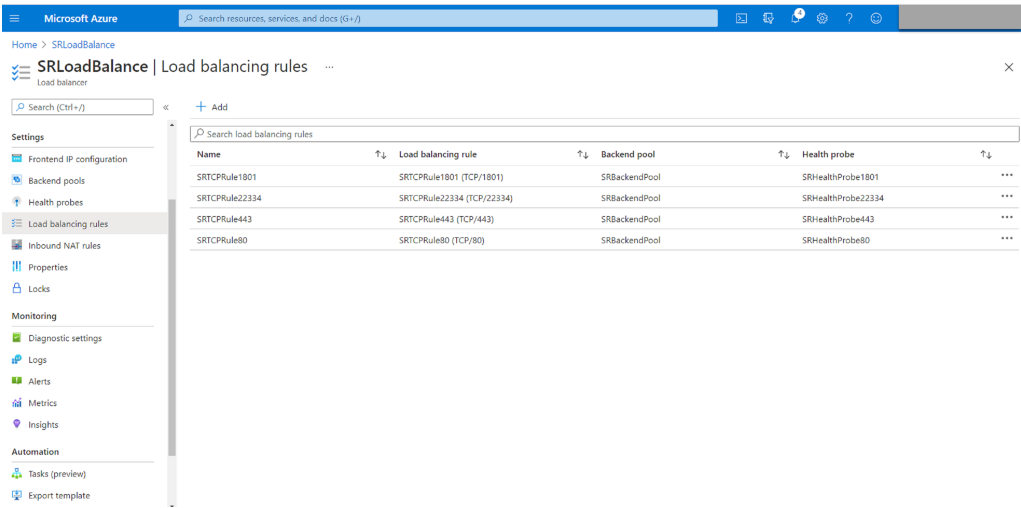 Microsoft Azure
Search resources, services, and docs (G+/)
4
Home > SRLoadBalance
SRLoadBalance | Load balancing rules ...
Load balancer
Search (Ctrl+/)
«
+ Add
Search load balancing rules
Settings
Frontend IP configuration
Backend pools
Health probes
Load balancing rules
Inbound NAT rules
Properties
Locks
Monitoring
Diagnostic settings
Logs
Alerts
Metrics
Insights
Automation
Tasks (preview)
Export template
Name Load balancing rule Backend pool Health probe
SRTCPRule1801 SRTCPRule1801 (TCP/1801) SRBackendPool SRHealthProbe1801
SRTCPRule22334 SRTCPRule22334 (TCP/22334) SRBackendPool SRHealthProbe22334
SRTCPRule443 SRTCPRule443 (TCP/443) SRBackendPool SRHealthProbe443
SRTCPRule80 SRTCPRule80 (TCP/80) SRBackendPool SRHealthProbe80